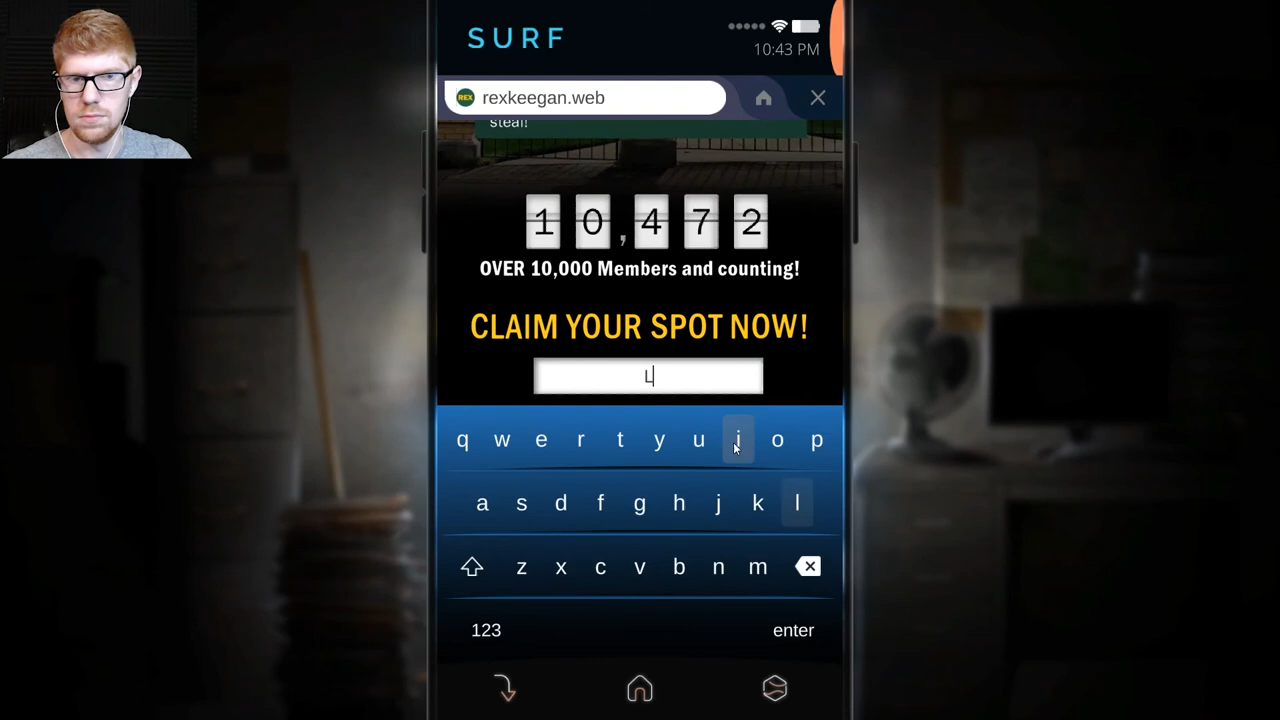 SURF
10:43 PM
REX rexkeegan.web
steal!
10,472
OVER 10,000 Members and counting!
CLAIM YOUR SPOT NOW!
L
q w e r t y u i o p
a s d f g h j k l
z x c v b n m
123 enter